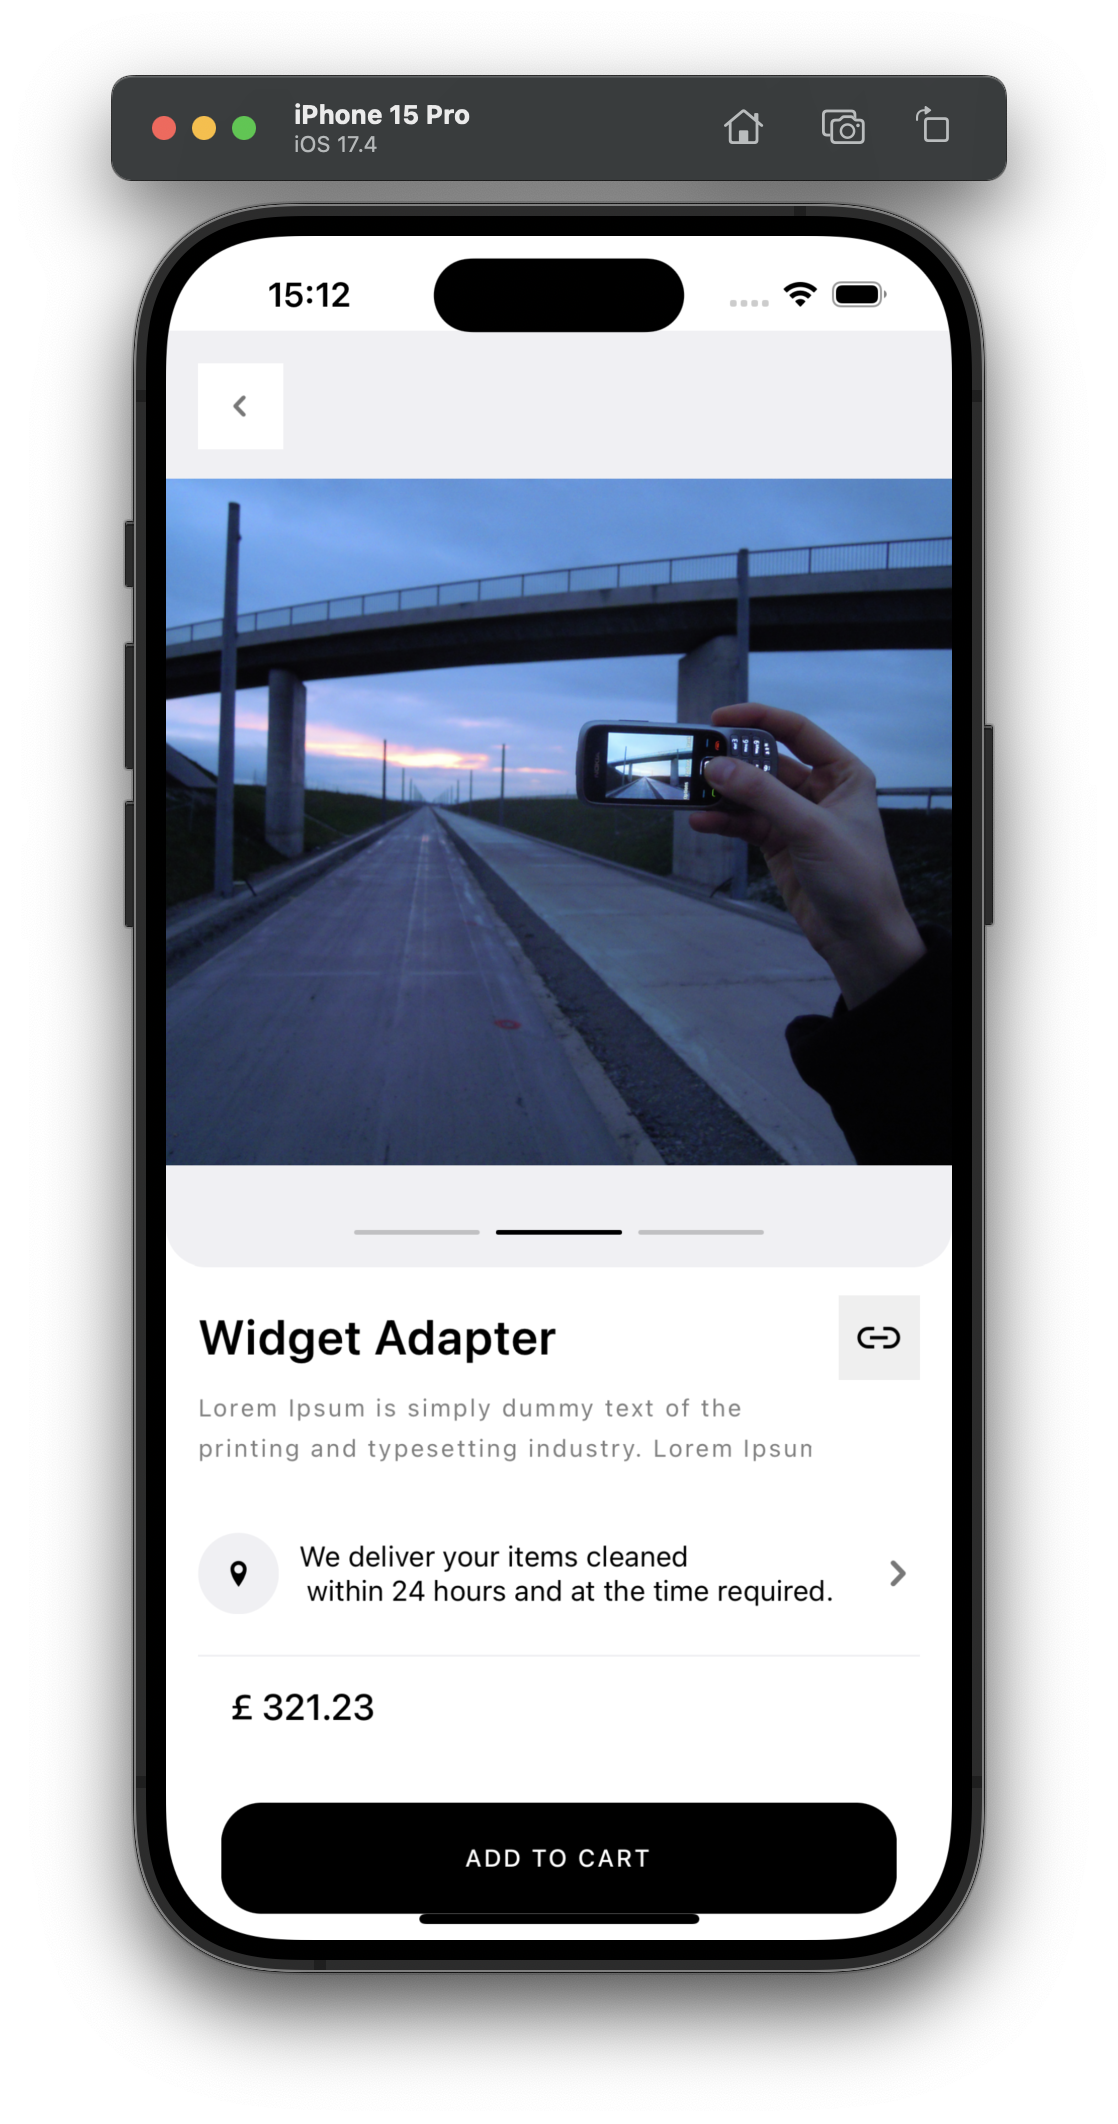 iPhone 15 Pro
iOS 17.4
15:12
Widget Adapter
Lorem Ipsum is simply dummy text of the
printing and typesetting industry. Lorem Ipsun
We deliver your items cleaned
within 24 hours and at the time required.
£ 321.23
ADD TO CART